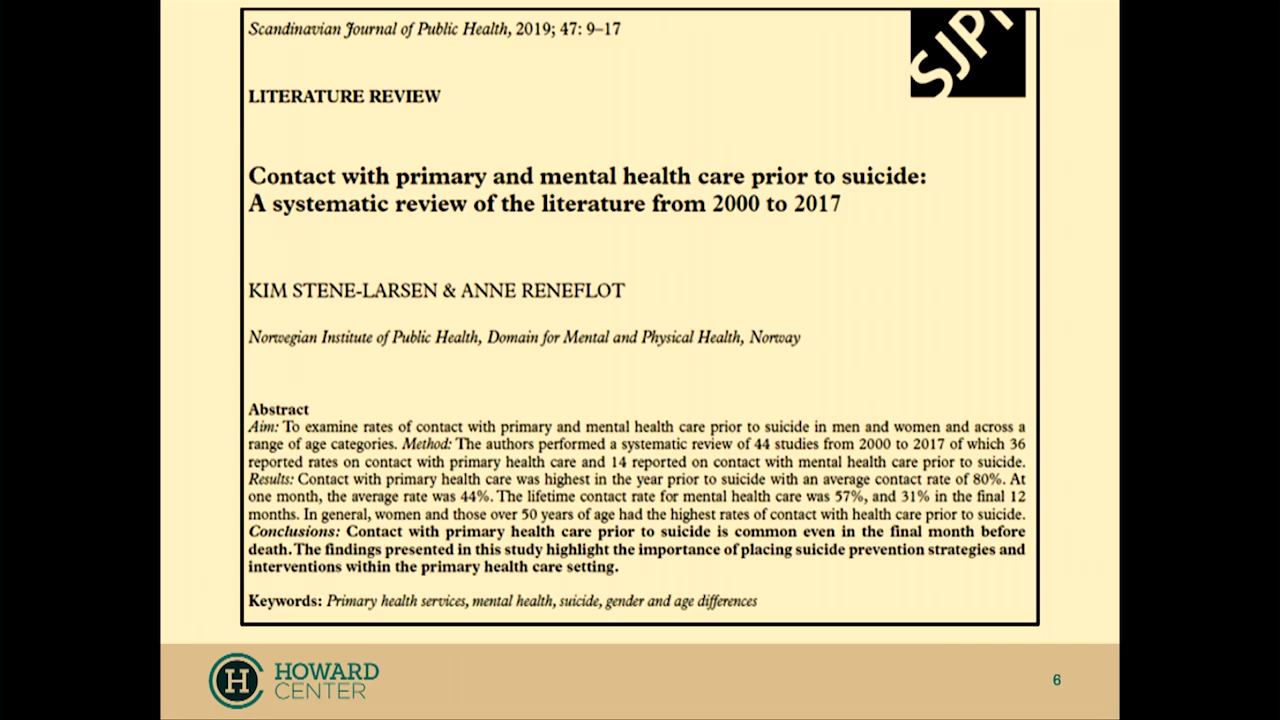 Scandinavian Journal of Public Health, 2019; 47: 9–17
SJPH
LITERATURE REVIEW
Contact with primary and mental health care prior to suicide:
A systematic review of the literature from 2000 to 2017
KIM STENE-LARSEN & ANNE RENEFLOT
Norwegian Institute of Public Health, Domain for Mental and Physical Health, Norway
Abstract
Aim: To examine rates of contact with primary and mental health care prior to suicide in men and women and across a
range of age categories. Method: The authors performed a systematic review of 44 studies from 2000 to 2017 of which 36
reported rates on contact with primary health care and 14 reported on contact with mental health care prior to suicide.
Results: Contact with primary health care was highest in the year prior to suicide with an average contact rate of 80%. At
one month, the average rate was 44%. The lifetime contact rate for mental health care was 57%, and 31% in the final 12
months. In general, women and those over 50 years of age had the highest rates of contact with health care prior to suicide.
Conclusions: Contact with primary health care prior to suicide is common even in the final month before
death. The findings presented in this study highlight the importance of placing suicide prevention strategies and
interventions within the primary health care setting.
Keywords: Primary health services, mental health, suicide, gender and age differences
H
HOWARD
CENTER
6